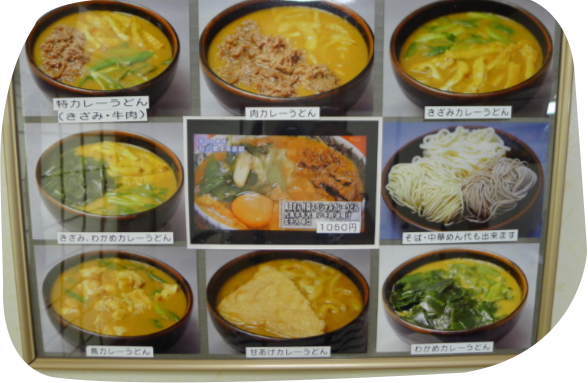 特カレーうどん
(きざみ・牛肉)
肉カレーうどん
きざみカレーうどん
きざみ、わかめカレーうどん
1050円
そば・中華めん代も出来ます
鳥カレーうどん
甘あげカレーうどん
わかめカレーうどん